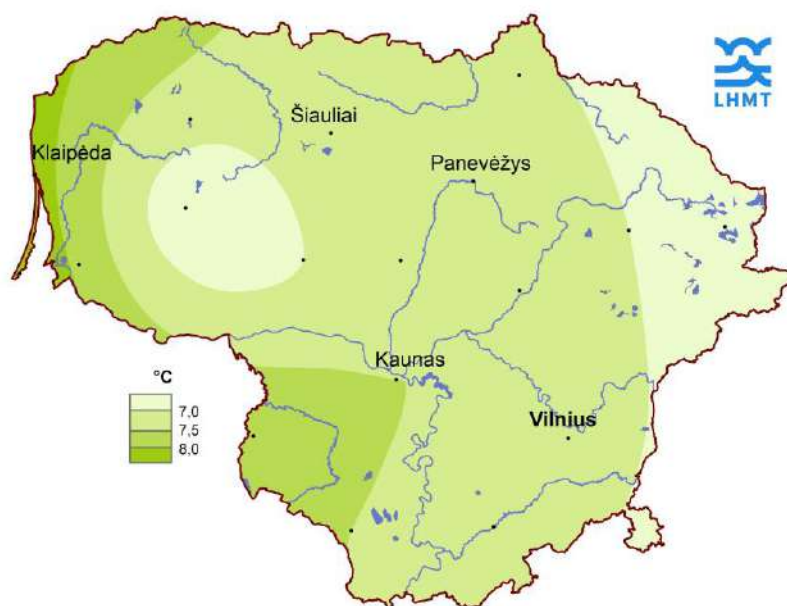 LHMT
Šiauliai
Klaipėda
Panevėžys
Kaunas
°C
7,0
7,5
8,0
Vilnius